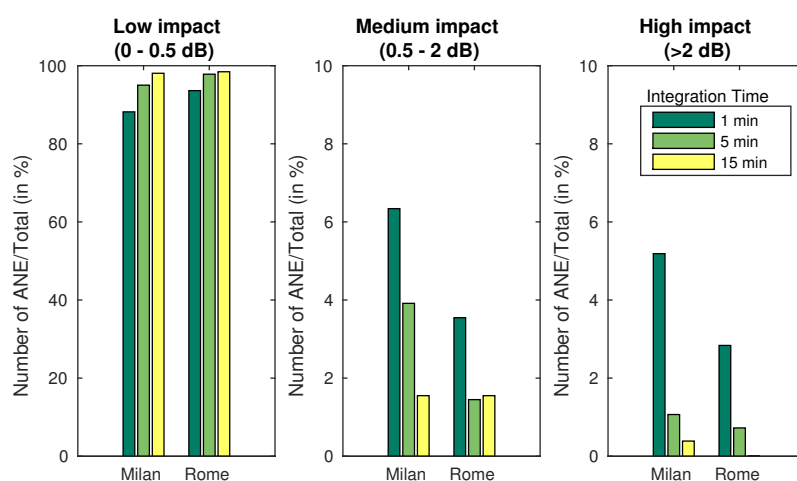 Low impact
(0 - 0.5 dB)
Number of ANE/Total (in %)
100
80
60
40
20
0
Milan Rome
Medium impact
(0.5 - 2 dB)
Number of ANE/Total (in %)
10
8
6
4
2
0
Milan Rome
High impact
(>2 dB)
Number of ANE/Total (in %)
10
8
6
4
2
0
Milan Rome
Integration Time
1 min
5 min
15 min